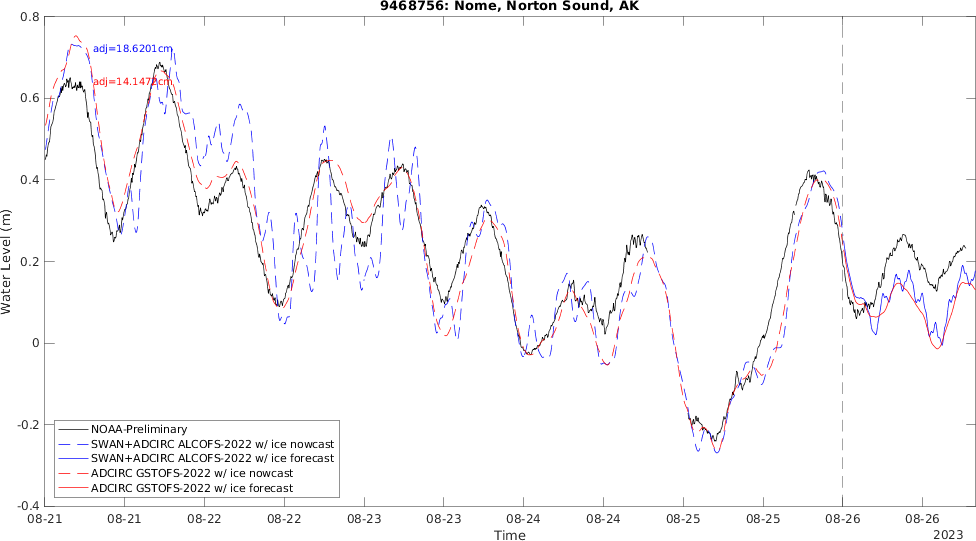 9468756: Nome, Norton Sound, AK
0.8
0.6
0.4
0.2
0
-0.2
-0.4
Water Level (m)
adj=18.6201cm
adj=14.1472cm
NOAA-Preliminary
SWAN+ADCIRC ALCOFS-2022 w/ ice nowcast
SWAN+ADCIRC ALCOFS-2022 w/ ice forecast
ADCIRC GSTOFS-2022 w/ ice nowcast
ADCIRC GSTOFS-2022 w/ ice forecast
08-21 08-21 08-22 08-22 08-23 08-23 08-24 08-24 08-25 08-25 08-26 08-26
Time
2023